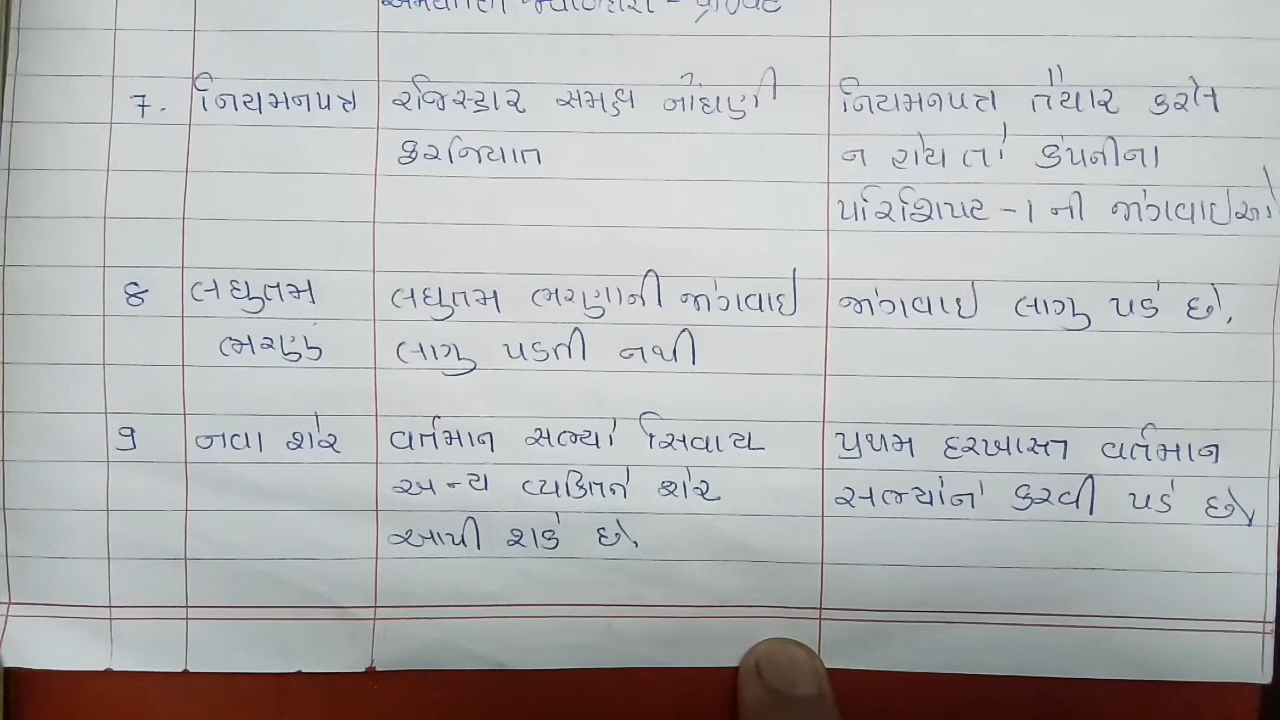 7. નિયમનપત્ર રજિસ્ટ્રાર સમક્ષ નોંધણી નિયમનપત્ર તૈયાર કરેલ
ફરજિયાત ન હોય તો કંપનીના
પરિશિષ્ટ - 1 ની જોગવાઇઓ
8 લઘુતમ લઘુતમ ભરણાની જોગવાઇ જોગવાઇ લાગુ પડે છે.
ભરણું લાગુ પડતી નથી
9 નવા શેર વર્તમાન સભ્યો સિવાય પ્રથમ દરખાસ્ત વર્તમાન
અન્ય વ્યકિતને શેર સભ્યોને કરવી પડે છે.
આપી શકે છે.